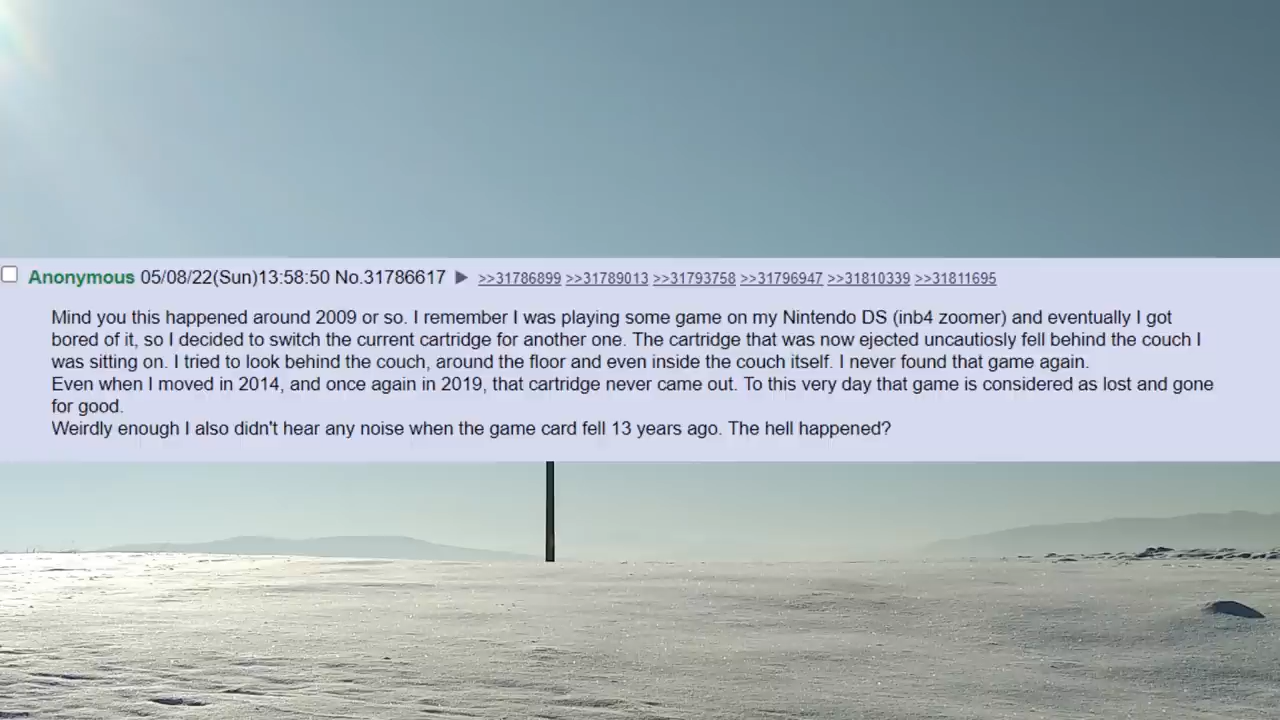 Anonymous 05/08/22(Sun)13:58:50 No.31786617 ▶ >>31786899 >>31789013 >>31793758 >>31796947 >>31810339 >>31811695
Mind you this happened around 2009 or so. I remember I was playing some game on my Nintendo DS (inb4 zoomer) and eventually I got
bored of it, so I decided to switch the current cartridge for another one. The cartridge that was now ejected uncautiosly fell behind the couch I
was sitting on. I tried to look behind the couch, around the floor and even inside the couch itself. I never found that game again.
Even when I moved in 2014, and once again in 2019, that cartridge never came out. To this very day that game is considered as lost and gone
for good.
Weirdly enough I also didn't hear any noise when the game card fell 13 years ago. The hell happened?